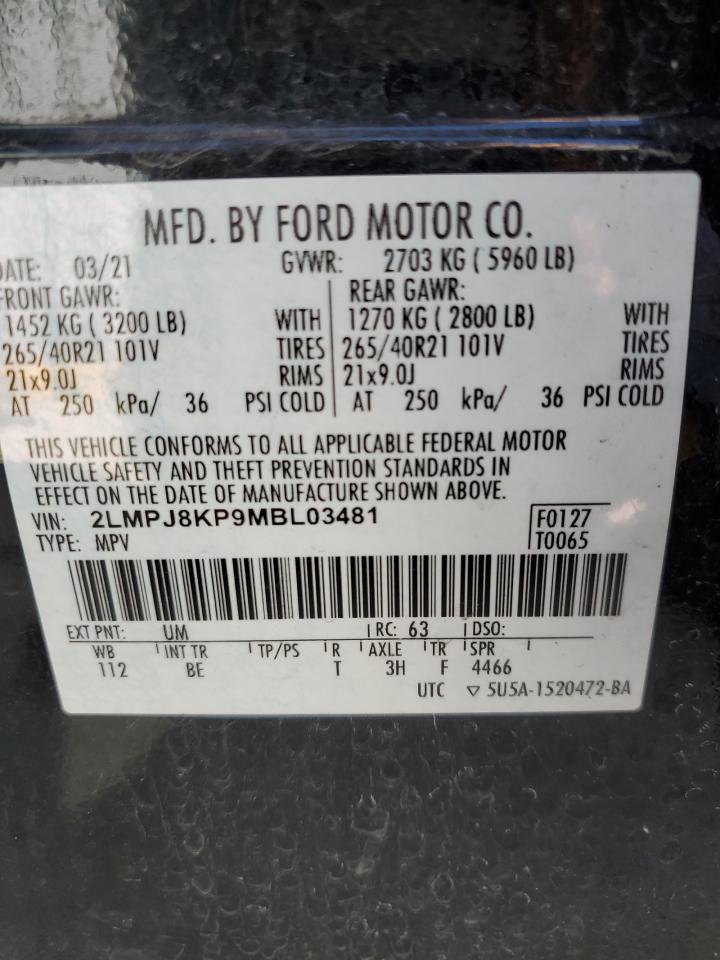 MFD. BY FORD MOTOR CO.
DATE: 03/21 GVWR: 2703 KG ( 5960 LB)
FRONT GAWR: REAR GAWR:
1452 KG ( 3200 LB) WITH 1270 KG ( 2800 LB) WITH
265/40R21 101V TIRES 265/40R21 101V TIRES
21x9.0J RIMS 21x9.0J RIMS
AT 250 kPa/ 36 PSI COLD AT 250 kPa/ 36 PSI COLD
THIS VEHICLE CONFORMS TO ALL APPLICABLE FEDERAL MOTOR
VEHICLE SAFETY AND THEFT PREVENTION STANDARDS IN
EFFECT ON THE DATE OF MANUFACTURE SHOWN ABOVE.
VIN: 2LMPJ8KP9MBL03481 F0127
TYPE: MPV T0065
EXT PNT: UM RC: 63 DSO:
WB INT TR TP/PS R AXLE TR SPR
112 BE T 3H F 4466
UTC ▽ 5U5A-1520472-BA